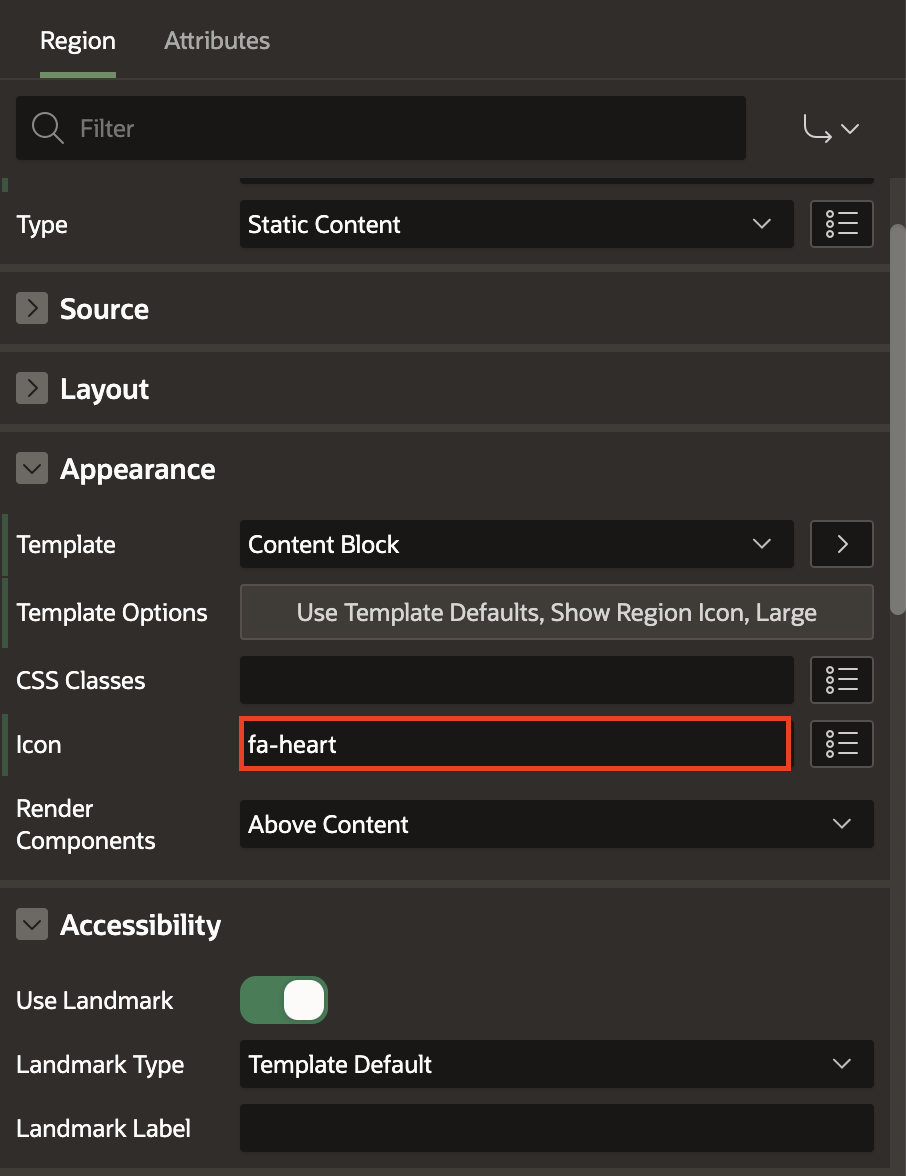 Region Attributes
Filter
Type Static Content
Source
Layout
Appearance
Template Content Block
Template Options Use Template Defaults, Show Region Icon, Large
CSS Classes
Icon fa-heart
Render
Components Above Content
Accessibility
Use Landmark
Landmark Type Template Default
Landmark Label